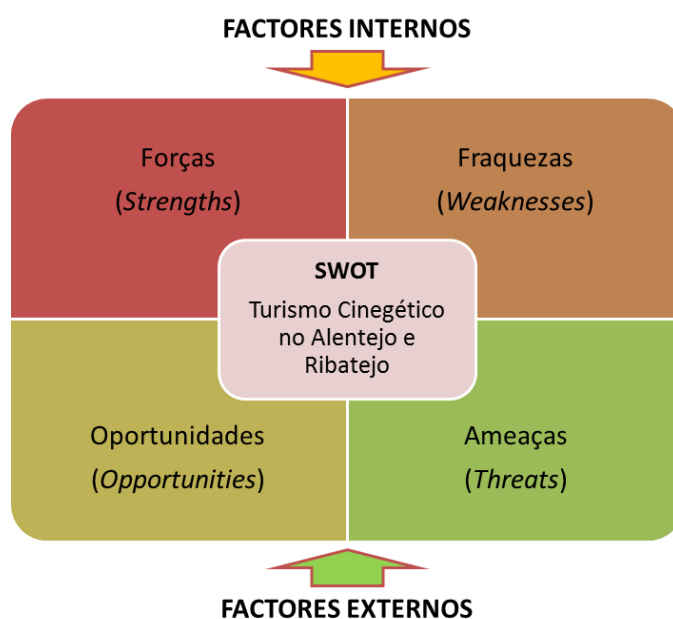 FACTORES INTERNOS
Forças
(Strengths)
Fraquezas
(Weaknesses)
SWOT
Turismo Cinegético
no Alentejo e
Ribatejo
Oportunidades
(Opportunities)
Ameaças
(Threats)
FACTORES EXTERNOS